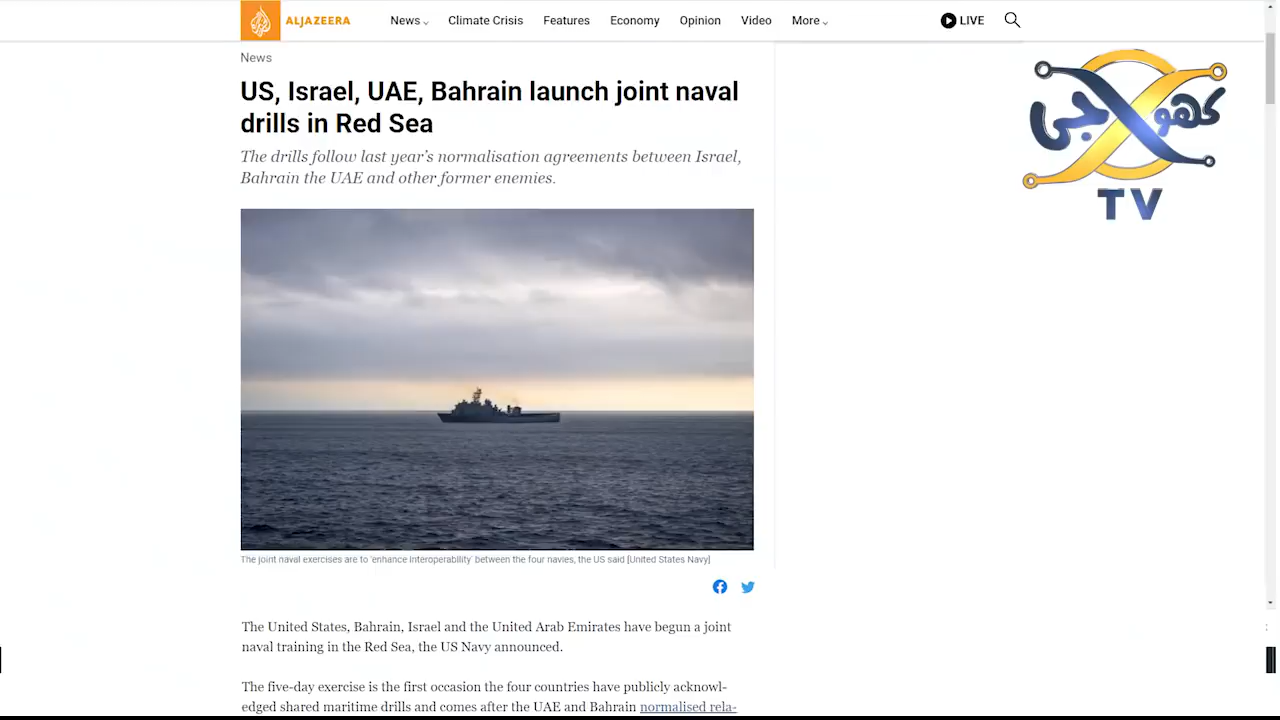 ALJAZEERA News Climate Crisis Features Economy Opinion Video More LIVE
News
US, Israel, UAE, Bahrain launch joint naval
drills in Red Sea
The drills follow last year's normalisation agreements between Israel,
Bahrain the UAE and other former enemies.
کھوجی
TV
The joint naval exercises are to 'enhance interoperability' between the four navies, the US said [United States Navy]
The United States, Bahrain, Israel and the United Arab Emirates have begun a joint
naval training in the Red Sea, the US Navy announced.
The five-day exercise is the first occasion the four countries have publicly acknowl-
edged shared maritime drills and comes after the UAE and Bahrain normalised rela-